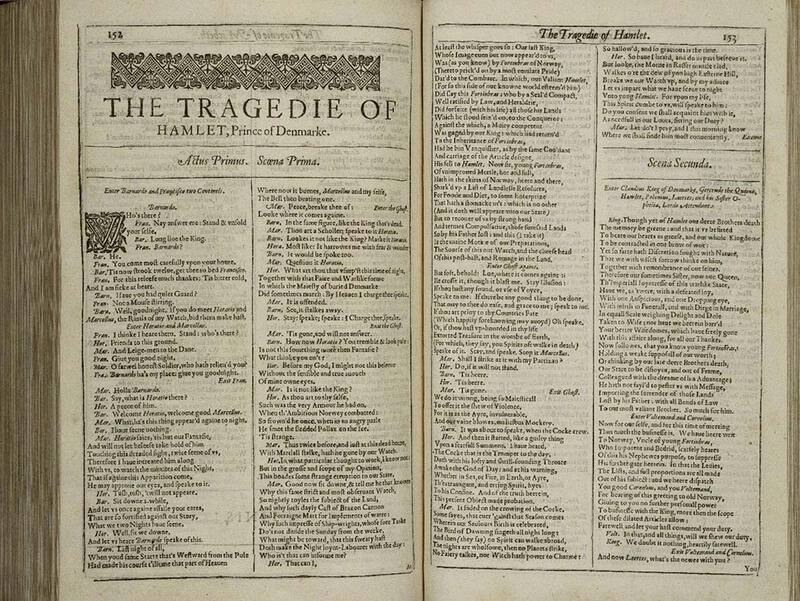 152
THE TRAGEDIE OF
HAMLET, Prince of Denmarke.
Actus Primus. Scœna Prima.
Enter Barnardo and Francisco two Centinels.
Barnardo.
Who's there?
Fran. Nay answer me: Stand & vnfold
your selfe.
Bar. Long liue the King.
Fran. Barnardo?
Bar. He.
Fran. You come most carefully vpon your houre.
Bar. 'Tis now strook twelue, get thee to bed Francisco.
Fran. For this releefe much thankes: 'Tis bitter cold,
And I am sicke at heart.
Barn. Haue you had quiet Guard?
Fran. Not a Mouse stirring.
Barn. Well, goodnight. If you do meet Horatio and
Marcellus, the Riuals of my Watch, bid them make hast.
Enter Horatio and Marcellus.
Fran. I thinke I heare them. Stand: who's there?
Hor. Friends to this ground.
Mar. And Leige-men to the Dane.
Fran. Giue you good night.
Mar. O farwel honest Soldier, who hath relieu'd you?
Fra. Barnardo ha's my place: giue you goodnight.
Exit Fran.
Mar. Holla Barnardo.
Bar. Say, what is Horatio there?
Hor. A peece of him.
Bar. Welcome Horatio, welcome good Marcellus.
Mar. What, ha's this thing appear'd againe to night.
Bar. I haue seene nothing.
Mar. Horatio saies, 'tis but our Fantasie,
And will not let beleefe take hold of him
Touching this dreaded sight, twice seene of vs,
Therefore I haue intreated him along
With vs, to watch the minutes of this Night,
That if againe this Apparition come,
He may approue our eyes, and speake to it.
Hor. Tush, tush, 'twill not appeare.
Bar. Sit downe a-while,
And let vs once againe assaile your eares,
That are so fortified against our Story,
What we two Nights haue seene.
Hor. Well, sit we downe,
And let vs heare Barnardo speake of this.
Barn. Last night of all,
When yond same Starre that's Westward from the Pole
Had made his course t'illume that part of Heauen
Where now it burnes, Marcellus and my selfe,
The Bell then beating one.
Mar. Peace, breake thee of: Enter the Ghost.
Looke where it comes againe.
Barn. In the same figure, like the King that's dead.
Mar. Thou art a Scholler; speake to it Horatio.
Barn. Lookes it not like the King? Marke it Horatio.
Hora. Most like: It harrowes me with fear & wonder
Barn. It would be spoke too.
Mar. Question it Horatio.
Hor. What art thou that vsurp'st this time of night,
Together with that Faire and Warlike forme
In which the Maiesty of buried Denmarke
Did sometimes march: By Heauen I charge thee speake.
Mar. It is offended.
Barn. See, it stalkes away.
Hor. Stay: speake; speake: I Charge thee, speake.
Exit the Ghost.
Mar. 'Tis gone, and will not answer.
Barn. How now Horatio? You tremble & look pale:
Is not this something more then Fantasie?
What thinke you on't?
Hor. Before my God, I might not this beleeue
Without the sensible and true auouch
Of mine owne eyes.
Mar. Is it not like the King?
Hor. As thou art to thy selfe,
Such was the very Armour he had on,
When th'Ambitious Norwey combatted:
So frown'd he once, when in an angry parle
He smot the sledded Pollax on the Ice.
'Tis strange.
Mar. Thus twice before, and iust at this dead houre,
With Martiall stalke, hath he gone by our Watch.
Hor. In what particular thought to work, I know not:
But in the grosse and scope of my Opinion,
This boades some strange erruption to our State.
Mar. Good now sit downe, & tell me he that knowes
Why this same strict and most obseruant Watch,
So nightly toyles the subiect of the Land,
And why such dayly Cast of Brazon Cannon
And Forraigne Mart for Implements of warre:
Why such impresse of Ship-wrights, whose sore Taske
Do's not diuide the Sunday from the weeke,
What might be toward, that this sweaty hast
Doth make the Night ioynt-Labourer with the day:
Who is't that can informe me?
Hor. That can I,
The Tragedie of Hamlet. 153
At least the whisper goes so: Our last King,
Whose Image euen but now appear'd to vs,
Was (as you know) by Fortinbras of Norway,
(Thereto prick'd on by a most emulate Pride)
Dar'd to the Combate. In which, our Valiant Hamlet,
(For so this side of our knowne world esteem'd him)
Did slay this Fortinbras: who by a Seal'd Compact,
Well ratified by Law, and Heraldrie,
Did forfeite (with his life) all those his Lands
Which he stood seiz'd on, to the Conqueror:
Against the which, a Moity competent
Was gaged by our King: which had return'd
To the Inheritance of Fortinbras,
Had he bin Vanquisher, as by the same Cou'nant
And carriage of the Article designe,
His fell to Hamlet. Now sir, young Fortinbras,
Of vnimproued Mettle, hot and full,
Hath in the skirts of Norway, heere and there,
Shark'd vp a List of Landlesse Resolutes,
For Foode and Diet, to some Enterprize
That hath a stomacke in't: which is no other
(And it doth well appeare vnto our State)
But to recouer of vs by strong hand
And termes Compulsatiue, those foresaid Lands
So by his Father lost: and this (I take it)
Is the maine Motiue of our Preparations,
The Sourse of this our Watch, and the cheefe head
Of this post-hast, and Romage in the Land.
Enter Ghost againe.
But soft, behold: Loe, where it comes againe:
Ile crosse it, though it blast me. Stay Illusion:
If thou hast any sound, or vse of Voyce,
Speake to me. If there be any good thing to be done,
That may to thee do ease, and grace to me; speak to me.
If thou art priuy to thy Countries Fate
(Which happily foreknowing may auoyd) Oh speake.
Or, if thou hast vp-hoorded in thy life
Extorted Treasure in the wombe of Earth,
(For which, they say, you Spirits oft walke in death)
Speake of it. Stay, and speake. Stop it Marcellus.
Mar. Shall I strike at it with my Partizan?
Hor. Do, if it will not stand.
Barn. 'Tis heere.
Hor. 'Tis heere.
Mar. 'Tis gone. Exit Ghost.
We do it wrong, being so Maiesticall
To offer it the shew of Violence,
For it is as the Ayre, invulnerable,
And our vaine blowes, malicious Mockery.
Barn. It was about to speake, when the Cocke crew.
Hor. And then it started, like a guilty thing
Vpon a fearfull Summons. I haue heard,
The Cocke that is the Trumpet to the day,
Doth with his lofty and shrill-sounding Throate
Awake the God of Day: and at his warning,
Whether in Sea, or Fire, in Earth, or Ayre,
Th'extrauagant, and erring Spirit, hyes
To his Confine. And of the truth heerein,
This present Obiect made probation.
Mar. It faded on the crowing of the Cocke.
Some sayes, that euer 'gainst that Season comes
Wherein our Sauiours Birth is celebrated,
The Bird of Dawning singeth all night long:
And then (they say) no Spirit can walke abroad,
The nights are wholsome, then no Planets strike,
No Faiery talkes, nor Witch hath power to Charme:
So hallow'd, and so gracious is the time.
Hor. So haue I heard, and do in part beleeue it.
But looke, the Morne in Russet mantle clad,
Walkes o're the dew of yon high Easterne Hill,
Breake we our Watch vp, and by my aduice
Let vs impart what we haue seene to night
Vnto yong Hamlet. For vpon my life,
This Spirit dumbe to vs, will speake to him:
Do you consent we shall acquaint him with it,
As needfull in our Loues, fitting our Duty?
Mar. Let do't I pray, and I this morning know
Where we shall finde him most conueniently. Exeunt
Scena Secunda.
Enter Claudius King of Denmarke, Gertrude the Queene,
Hamlet, Polonius, Laertes, and his Sister O-
phelia, Lords Attendant.
King. Though yet of Hamlet our deere Brothers death
The memory be greene: and that it vs befitted
To beare our hearts in greefe, and our whole Kingdome
To be contracted in one brow of woe:
Yet so farre hath Discretion fought with Nature,
That we with wisest sorrow thinke on him,
Together with remembrance of our selues.
Therefore our sometimes Sister, now our Queen,
Th'Imperiall Ioyntresse of this warlike State,
Haue we, as 'twere, with a defeated ioy,
With one Auspicious, and one Dropping eye,
With mirth in Funerall, and with Dirge in Marriage,
In equall Scale weighing Delight and Dole
Taken to Wife; nor haue we heerein barr'd
Your better Wisedomes, which haue freely gone
With this affaire along, for all our Thankes.
Now followes, that you know young Fortinbras,
Holding a weake supposall of our worth;
Or thinking by our late deere Brothers death,
Our State to be disioynt, and out of Frame,
Colleagued with the dreame of his Aduantage;
He hath not fayl'd to pester vs with Message,
Importing the surrender of those Lands
Lost by his Father: with all Bonds of Law
To our most valiant Brother. So much for him.
Enter Voltemand and Cornelius.
Now for our selfe, and for this time of meeting
Thus much the businesse is. We haue heere writ
To Norway, Vncle of young Fortinbras,
Who Impotent and Bedrid, scarsely heares
Of this his Nephewes purpose, to suppresse
His further gate heerein. In that the Leuies,
The Lists, and full proportions are all made
Out of his subiect: and we heere dispatch
You good Cornelius, and you Voltemand,
For bearing of this greeting to old Norway,
Giuing to you no further personall power
To businesse with the King, more then the scope
Of these dilated Articles allow:
Farewell, and let your hast commend your duty.
Volt. In that, and all things, will we shew our duty.
King. We doubt it nothing, heartily farewell.
Exit Voltemand and Cornelius.
And now Laertes, what's the newes with you?
You